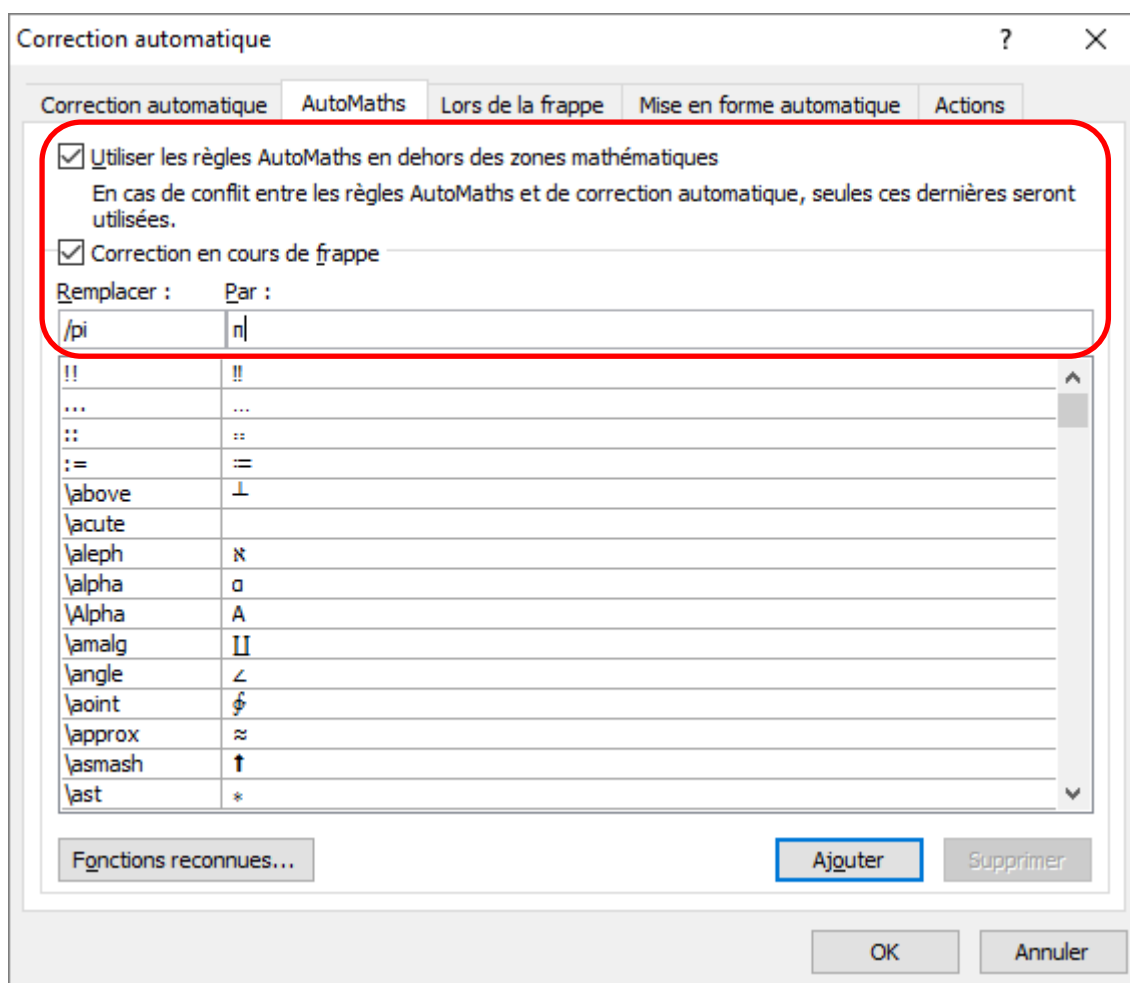 Correction automatique ? ×
Correction automatique AutoMaths Lors de la frappe Mise en forme automatique Actions
Utiliser les règles AutoMaths en dehors des zones mathématiques
En cas de conflit entre les règles AutoMaths et de correction automatique, seules ces dernières seront
utilisées.
Correction en cours de frappe
Remplacer : Par :
/pi π
!! ‼
... …
:: ∷
:= ≔
\above ┴
\acute
\aleph ℵ
\alpha α
\Alpha Α
\amalg ∐
\angle ∠
\aoint ∳
\approx ≈
\asmash ⬆
\ast ∗
Fonctions reconnues... Ajouter Supprimer
OK Annuler